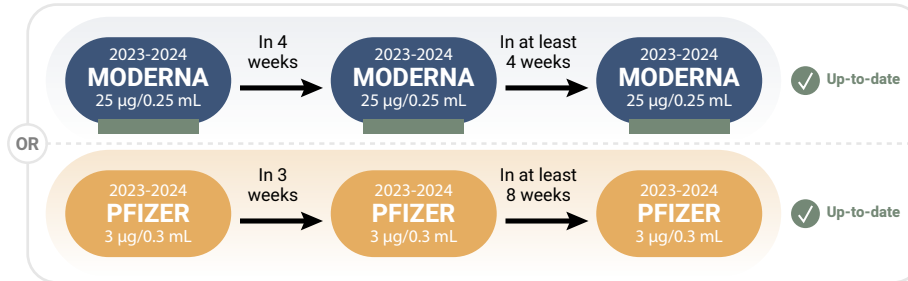 In 4
weeks
In at least
4 weeks
2023-2024
MODERNA
25 µg/0.25 mL
2023-2024
MODERNA
25 µg/0.25 mL
2023-2024
MODERNA
25 µg/0.25 mL
Up-to-date
OR
In 3
weeks
In at least
8 weeks
2023-2024
PFIZER
3 µg/0.3 mL
2023-2024
PFIZER
3 µg/0.3 mL
2023-2024
PFIZER
3 µg/0.3 mL
Up-to-date